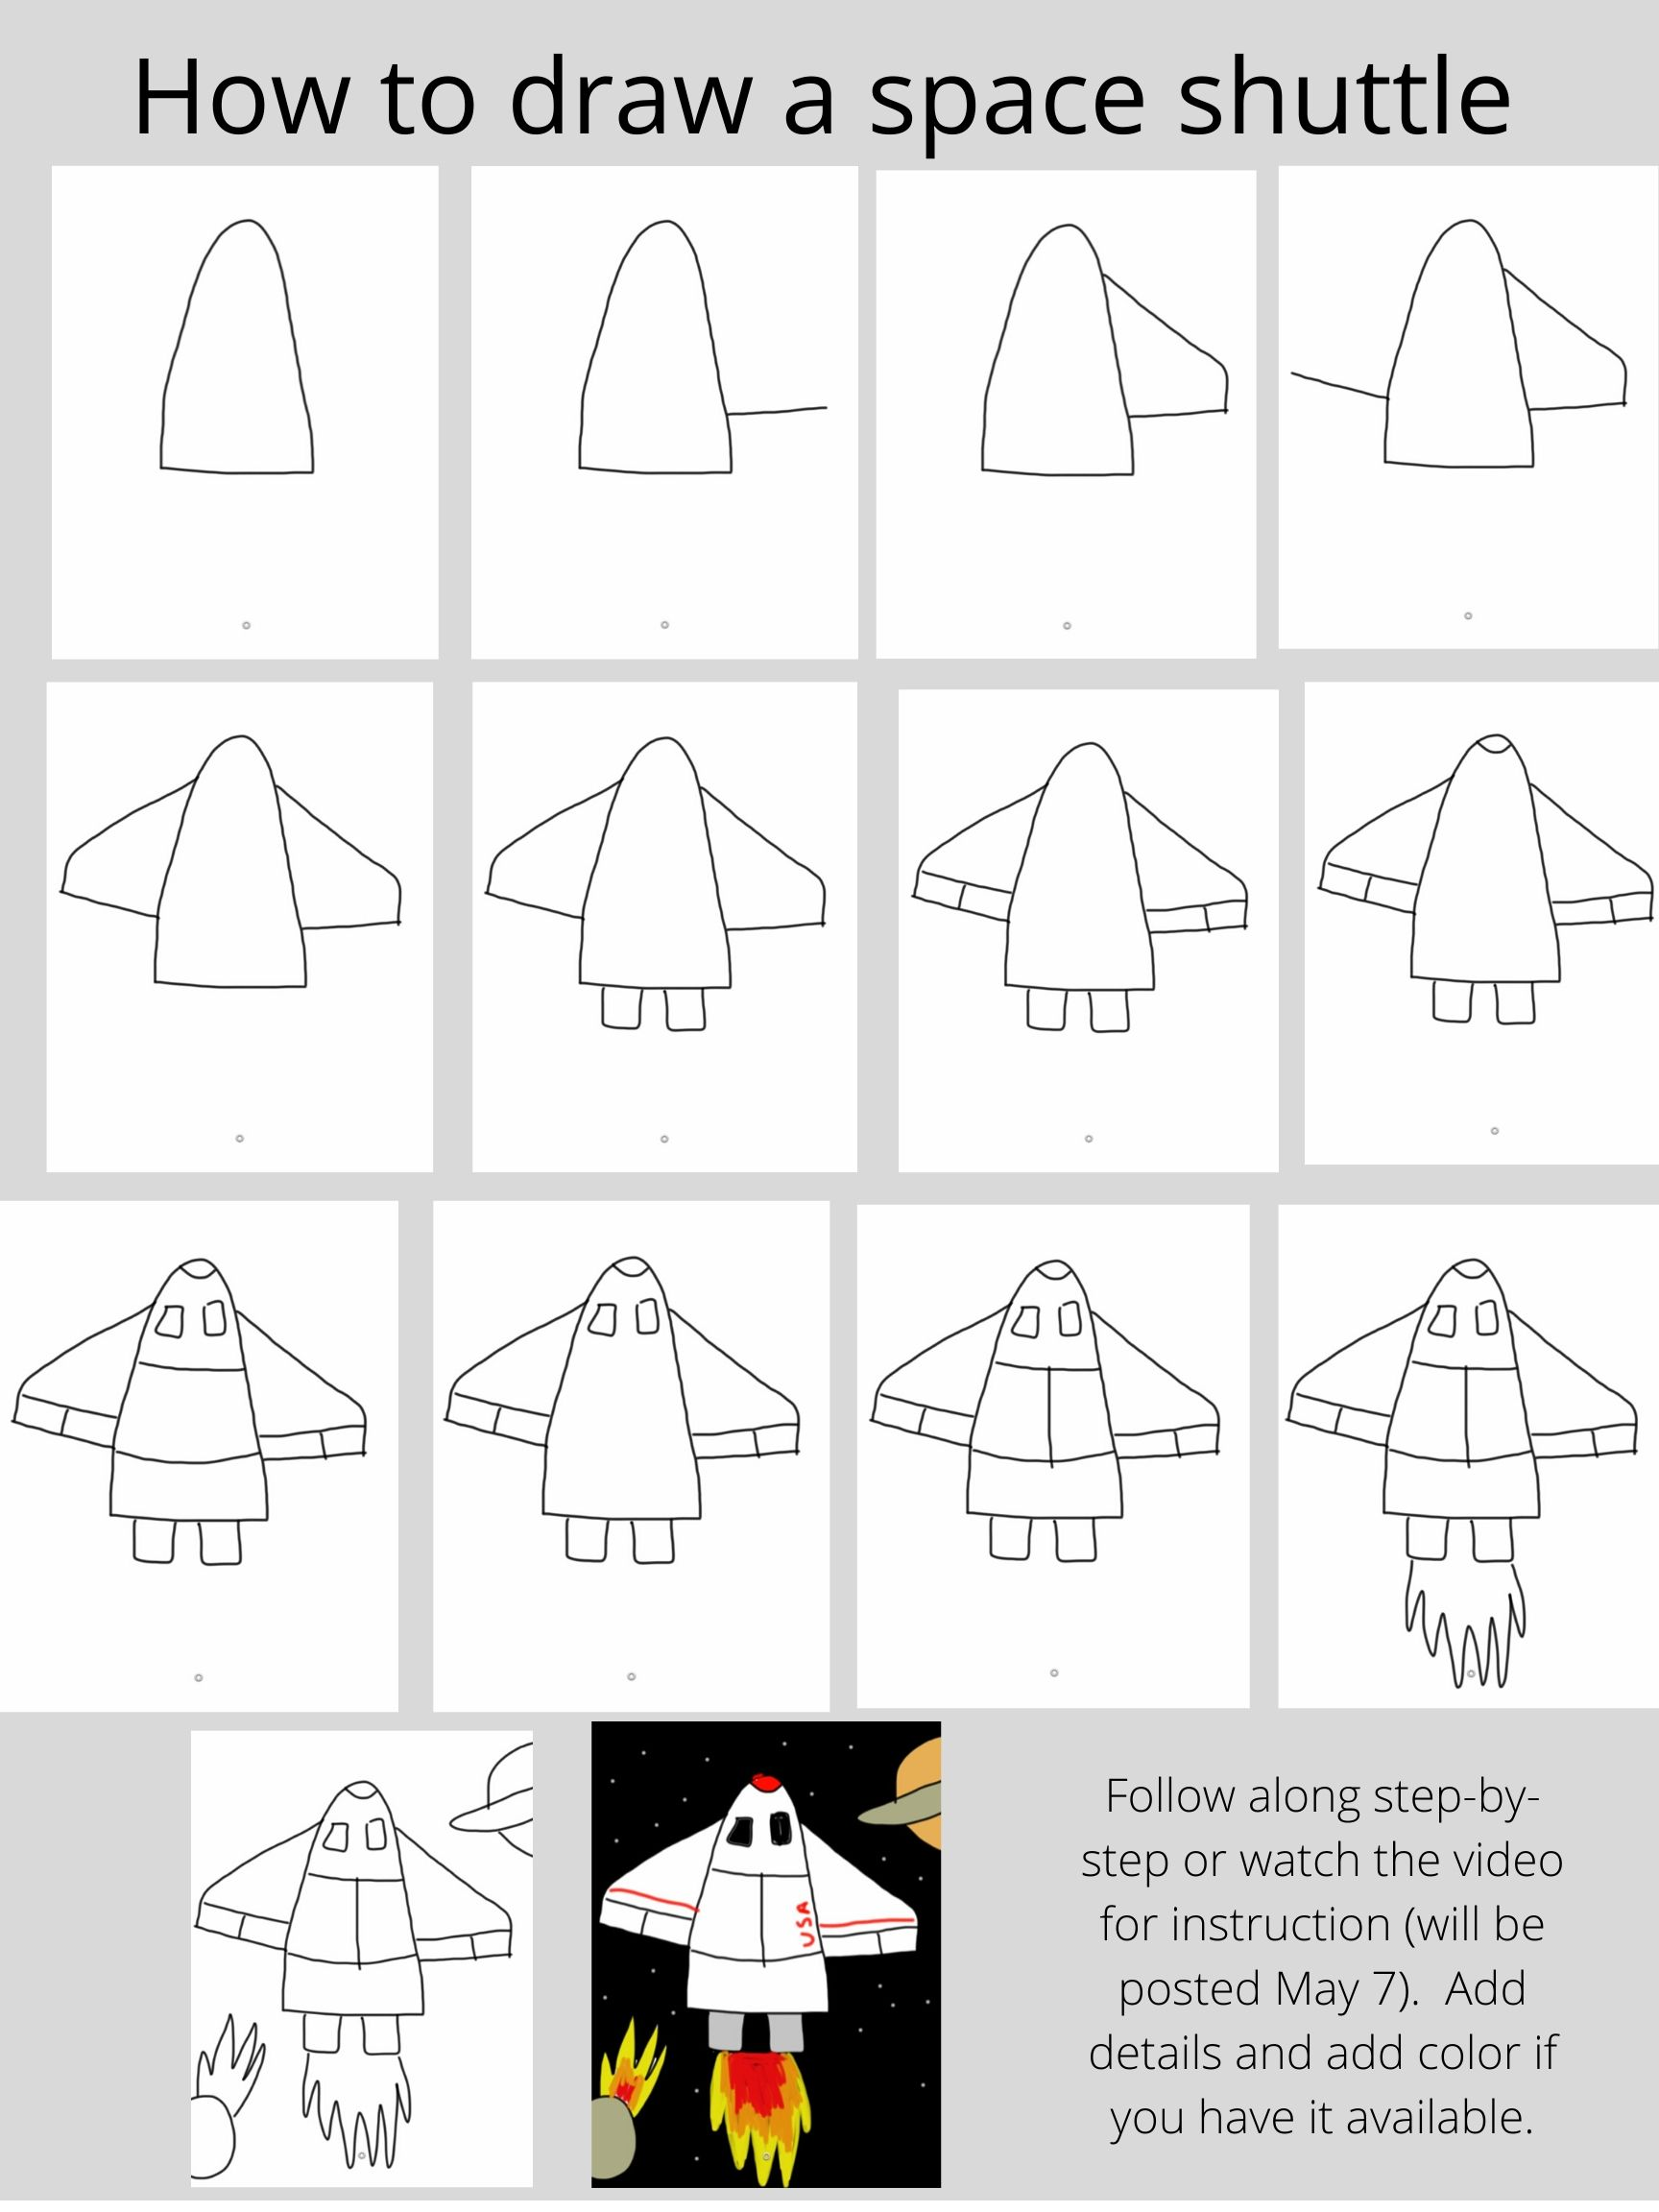 How to draw a space shuttle
USA
Follow along step-by-
step or watch the video
for instruction (will be
posted May 7).  Add
details and add color if
you have it available.